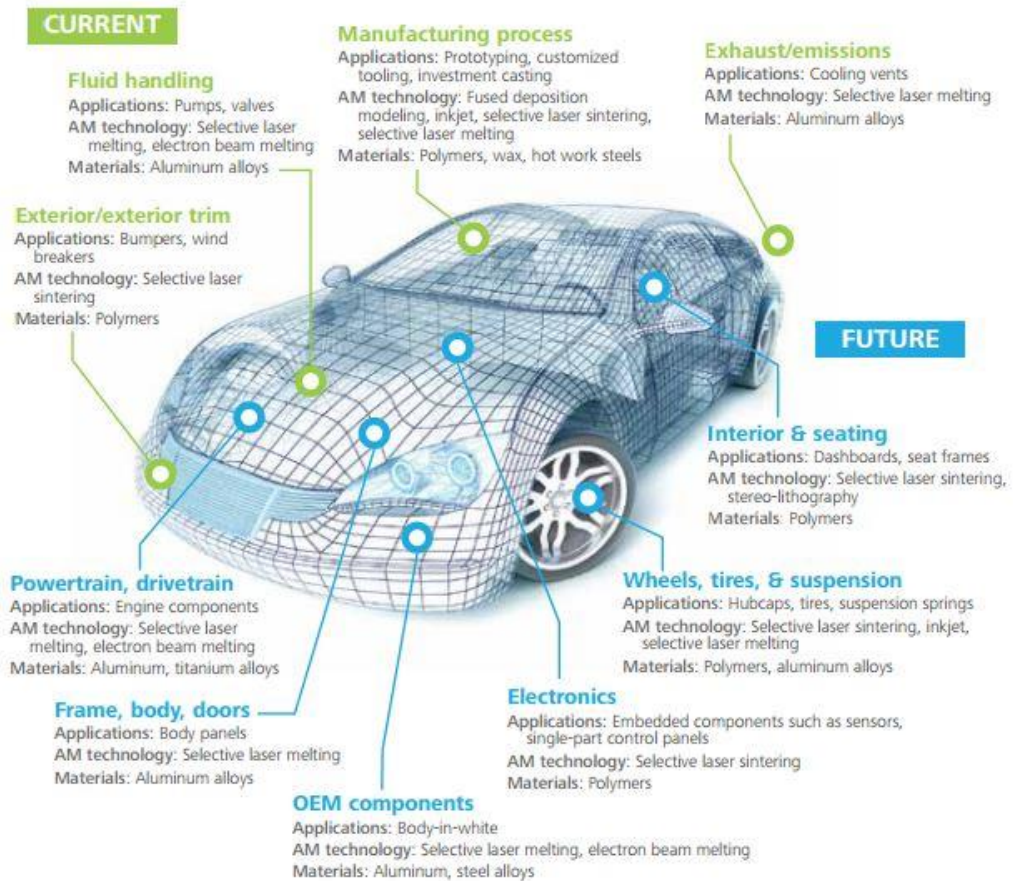 CURRENT
Fluid handling
Applications: Pumps, valves
AM technology: Selective laser
melting, electron beam melting
Materials: Aluminum alloys
Manufacturing process
Applications: Prototyping, customized
tooling, investment casting
AM technology: Fused deposition
modeling, inkjet, selective laser sintering,
selective laser melting
Materials: Polymers, wax, hot work steels
Exhaust/emissions
Applications: Cooling vents
AM technology: Selective laser melting
Materials: Aluminum alloys
Exterior/exterior trim
Applications: Bumpers, wind
breakers
AM technology: Selective laser
sintering
Materials: Polymers
FUTURE
Interior & seating
Applications: Dashboards, seat frames
AM technology: Selective laser sintering,
stereo-lithography
Materials: Polymers
Powertrain, drivetrain
Applications: Engine components
AM technology: Selective laser
melting, electron beam melting
Materials: Aluminum, titanium alloys
Wheels, tires, & suspension
Applications: Hubcaps, tires, suspension springs
AM technology: Selective laser sintering, inkjet,
selective laser melting
Materials: Polymers, aluminum alloys
Frame, body, doors
Applications: Body panels
AM technology: Selective laser melting
Materials: Aluminum alloys
Electronics
Applications: Embedded components such as sensors,
single-part control panels
AM technology: Selective laser sintering
Materials: Polymers
OEM components
Applications: Body-in-white
AM technology: Selective laser melting, electron beam melting
Materials: Aluminum, steel alloys